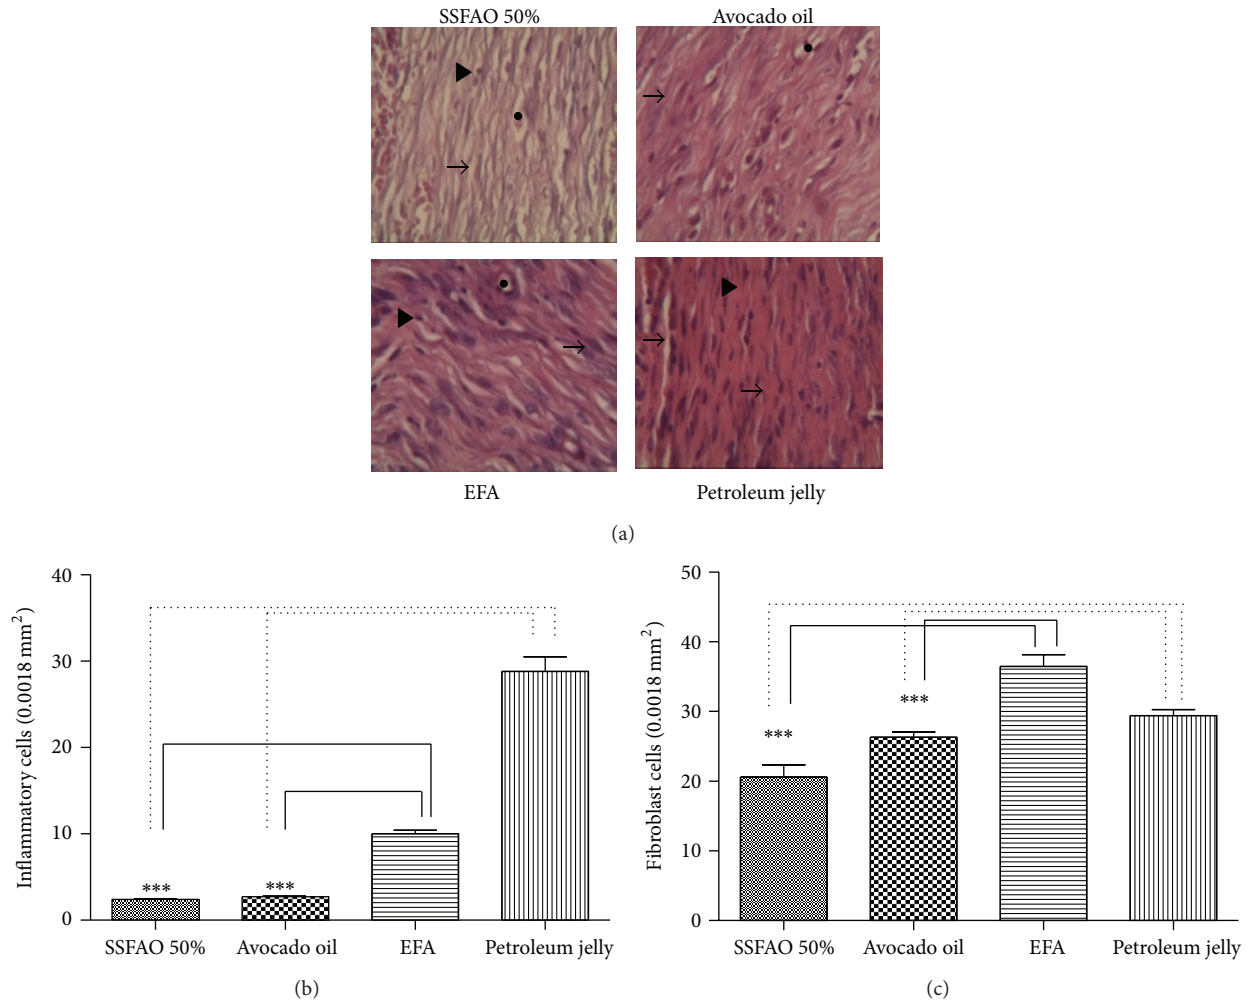 SSFAO 50% Avocado oil
EFA Petroleum jelly
(a)
Inflammatory cells (0.0018 mm²)
40
30
20
10
0
*** ***
SSFAO 50% Avocado oil EFA Petroleum jelly
(b)
Fibroblast cells (0.0018 mm²)
50
40
30
20
10
0
***
***
SSFAO 50% Avocado oil EFA Petroleum jelly
(c)